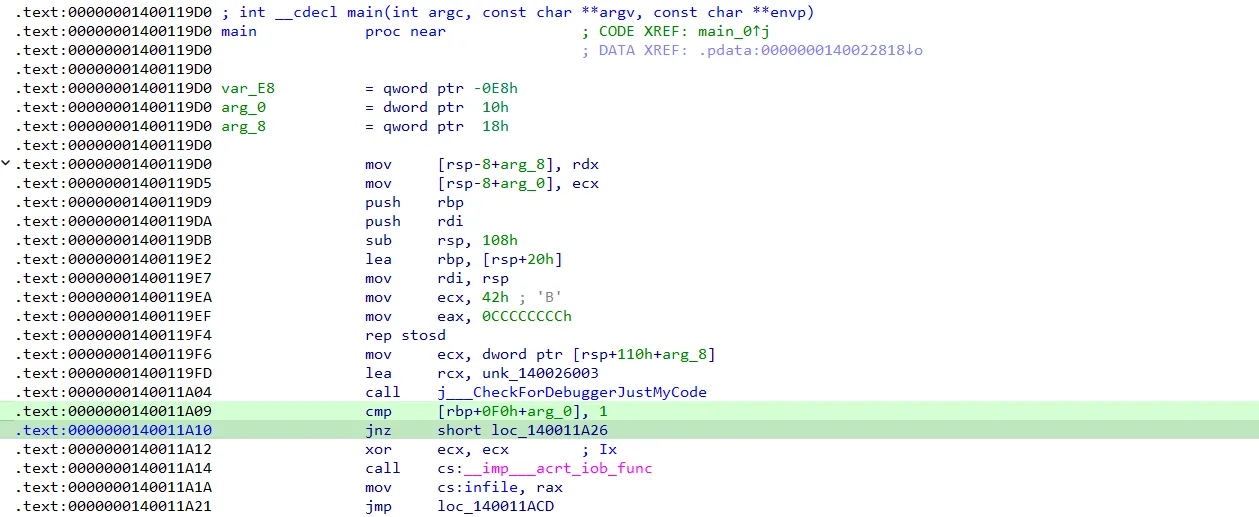 .text:00000001400119D0 ; int __cdecl main(int argc, const char **argv, const char **envp)
.text:00000001400119D0 main            proc near               ; CODE XREF: main_0↑j
.text:00000001400119D0                                         ; DATA XREF: .pdata:0000000140022818↓o
.text:00000001400119D0
.text:00000001400119D0 var_E8          = qword ptr -0E8h
.text:00000001400119D0 arg_0           = dword ptr  10h
.text:00000001400119D0 arg_8           = qword ptr  18h
.text:00000001400119D0
.text:00000001400119D0                 mov     [rsp-8+arg_8], rdx
.text:00000001400119D5                 mov     [rsp-8+arg_0], ecx
.text:00000001400119D9                 push    rbp
.text:00000001400119DA                 push    rdi
.text:00000001400119DB                 sub     rsp, 108h
.text:00000001400119E2                 lea     rbp, [rsp+20h]
.text:00000001400119E7                 mov     rdi, rsp
.text:00000001400119EA                 mov     ecx, 42h ; 'B'
.text:00000001400119EF                 mov     eax, 0CCCCCCCCh
.text:00000001400119F4                 rep stosd
.text:00000001400119F6                 mov     ecx, dword ptr [rsp+110h+arg_8]
.text:00000001400119FD                 lea     rcx, unk_140026003
.text:0000000140011A04                 call    j___CheckForDebuggerJustMyCode
.text:0000000140011A09                 cmp     [rbp+0F0h+arg_0], 1
.text:0000000140011A10                 jnz     short loc_140011A26
.text:0000000140011A12                 xor     ecx, ecx        ; Ix
.text:0000000140011A14                 call    cs:__imp___acrt_iob_func
.text:0000000140011A1A                 mov     cs:infile, rax
.text:0000000140011A21                 jmp     loc_140011ACD